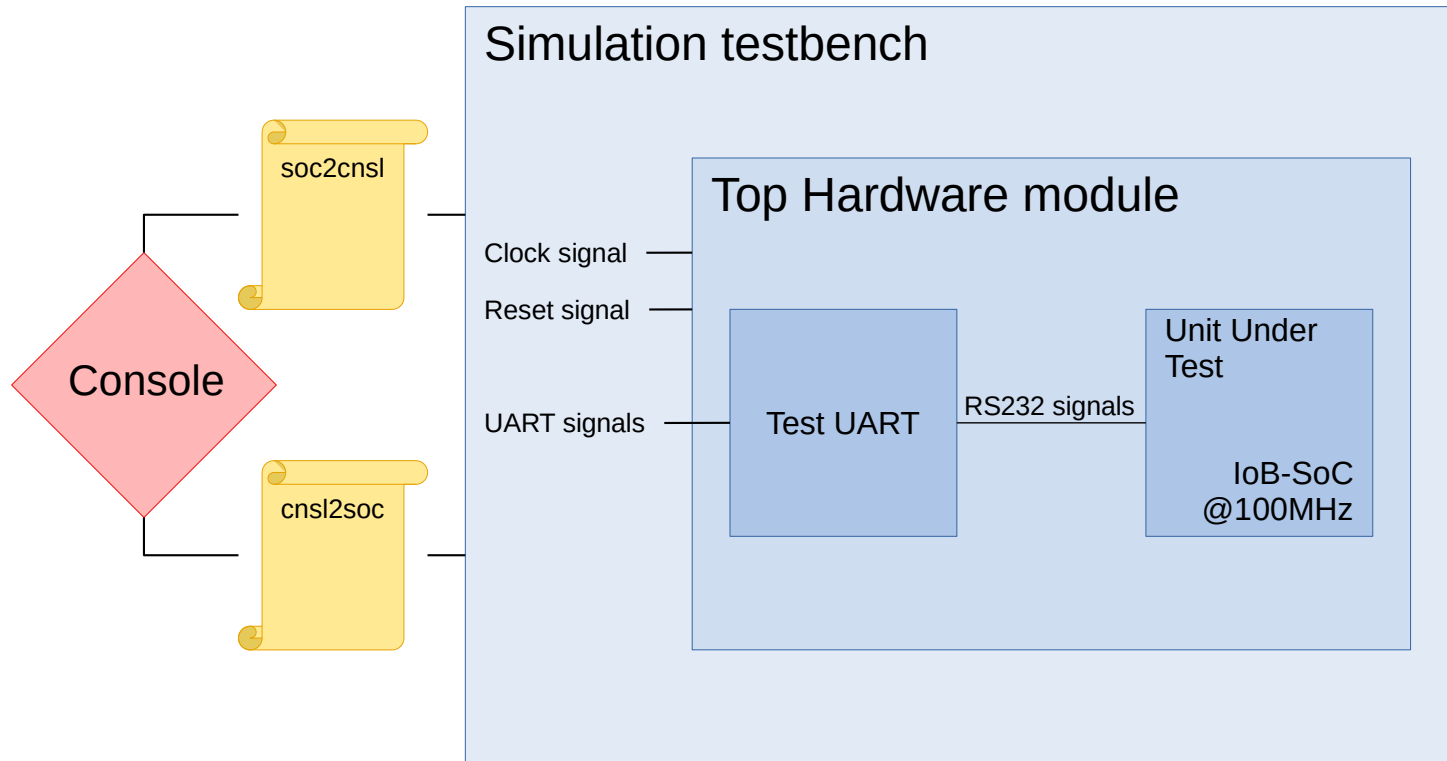 Simulation testbench
soc2cnsl
Top Hardware module
Clock signal
Reset signal
Unit Under
Test
Console
UART signals
Test UART
RS232 signals
IoB-SoC
@100MHz
cnsl2soc